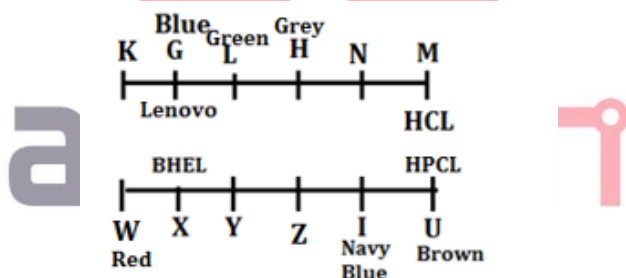 Blue Green Grey
K G L H N M
Lenovo HCL
BHEL HPCL
W X Y Z I U
Red Navy Brown
Blue
a